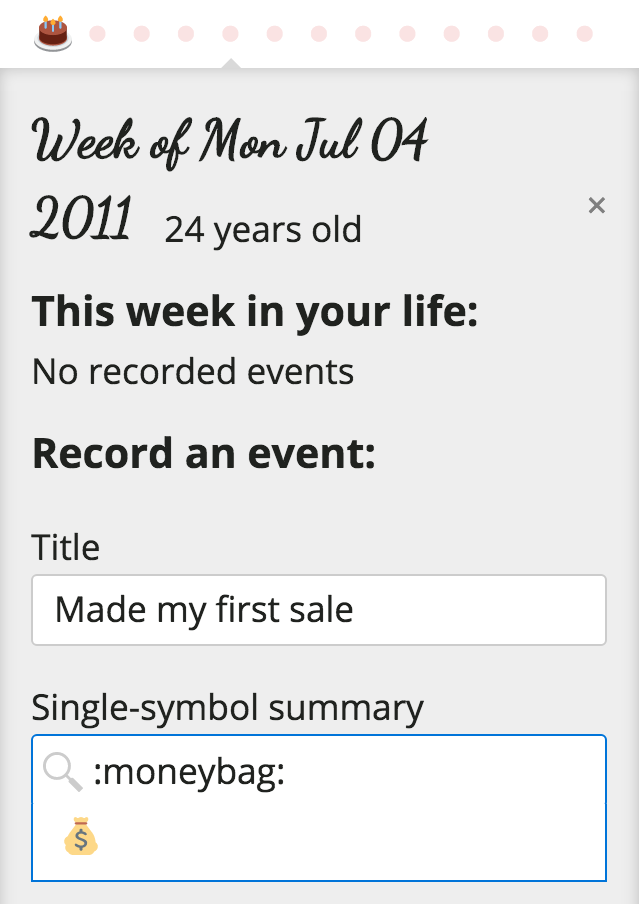 Week of Mon Jul 04
2011 24 years old
×
This week in your life:
No recorded events
Record an event:
Title
Made my first sale
Single-symbol summary
:moneybag:
$